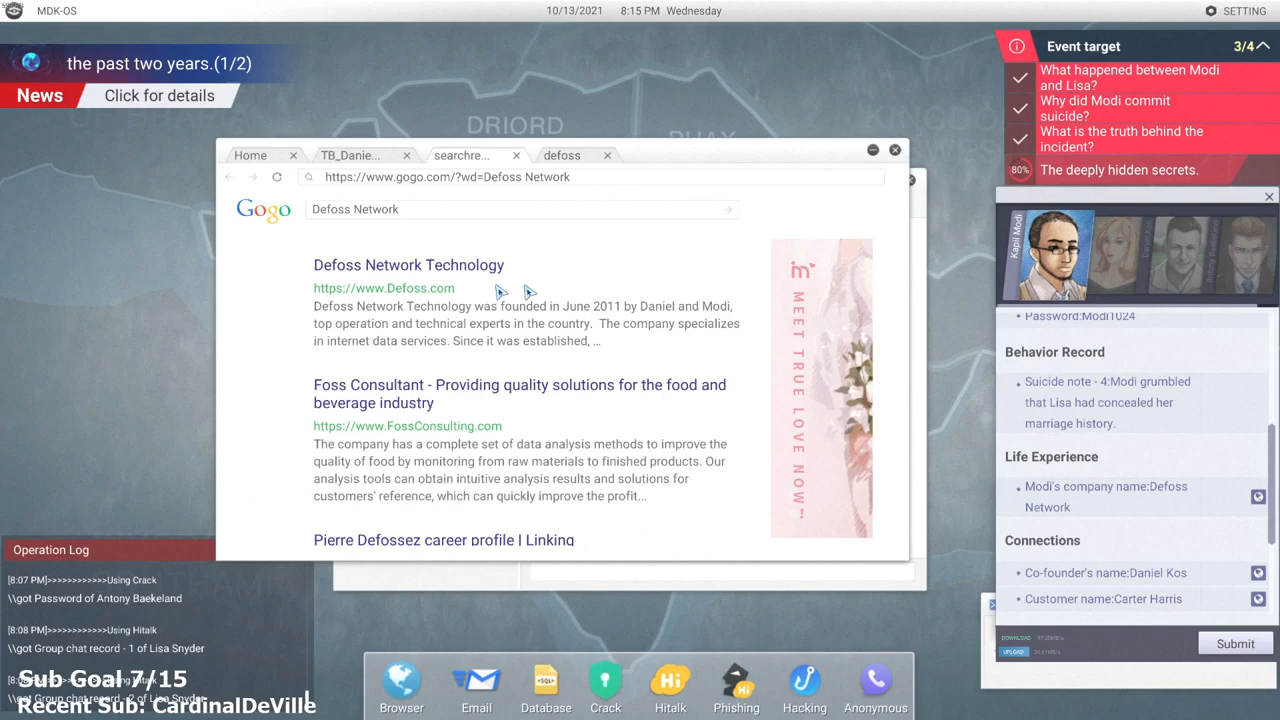 MDK-OS
10/13/2021 8:15 PM Wednesday
SETTING
the past two years.(1/2)
News Click for details
Event target 3/4
What happened between Modi
and Lisa?
Why did Modi commit
suicide?
What is the truth behind the
incident?
80% The deeply hidden secrets.
DRIORD
Home
TB_Danie...
searchre...
defoss
https://www.gogo.com/?wd=Defoss Network
Gogo
Defoss Network
Defoss Network Technology
https://www.Defoss.com
Defoss Network Technology was founded in June 2011 by Daniel and Modi,
top operation and technical experts in the country. The company specializes
in internet data services. Since it was established, ...
Foss Consultant - Providing quality solutions for the food and
beverage industry
https://www.FossConsulting.com
The company has a complete set of data analysis methods to improve the
quality of food by monitoring from raw materials to finished products. Our
analysis tools can obtain intuitive analysis results and solutions for
customers' reference, which can quickly improve the profit...
Pierre Defossez career profile | Linking
m
MEET TRUE LOVE NOW!
Kapil Modi
Password:Modi1024
Behavior Record
Suicide note - 4:Modi grumbled
that Lisa had concealed her
marriage history.
Life Experience
Modi's company name:Defoss
Network
Connections
Co-founder's name:Daniel Kos
Customer name:Carter Harris
DOWNLOAD
UPLOAD
Submit
Operation Log
[8:07 PM]>>>>>>>>>>>>Using Crack
\\got Password of Antony Baekeland
[8:08 PM]>>>>>>>>>>>>Using Hitalk
\\got Group chat record - 1 of Lisa Snyder
\\got Group chat record - 2 of Lisa Snyder
Sub Goal 7/15
Recent Sub: CardinalDeVille
Browser
Email
Database
Crack
Hitalk
Phishing
Hacking
Anonymous